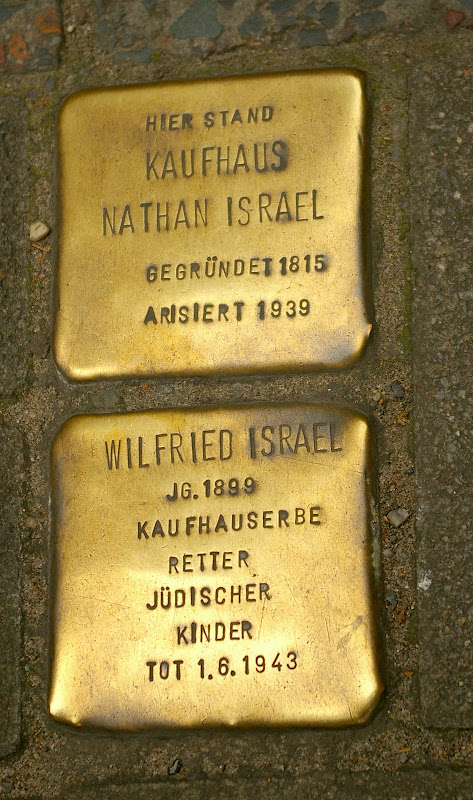 HIER STAND
KAUFHAUS
NATHAN ISRAEL
GEGRÜNDET 1815
ARISIERT 1939
WILFRIED ISRAEL
JG. 1899
KAUFHAUSERBE
RETTER
JÜDISCHER
KINDER
TOT 1.6.1943